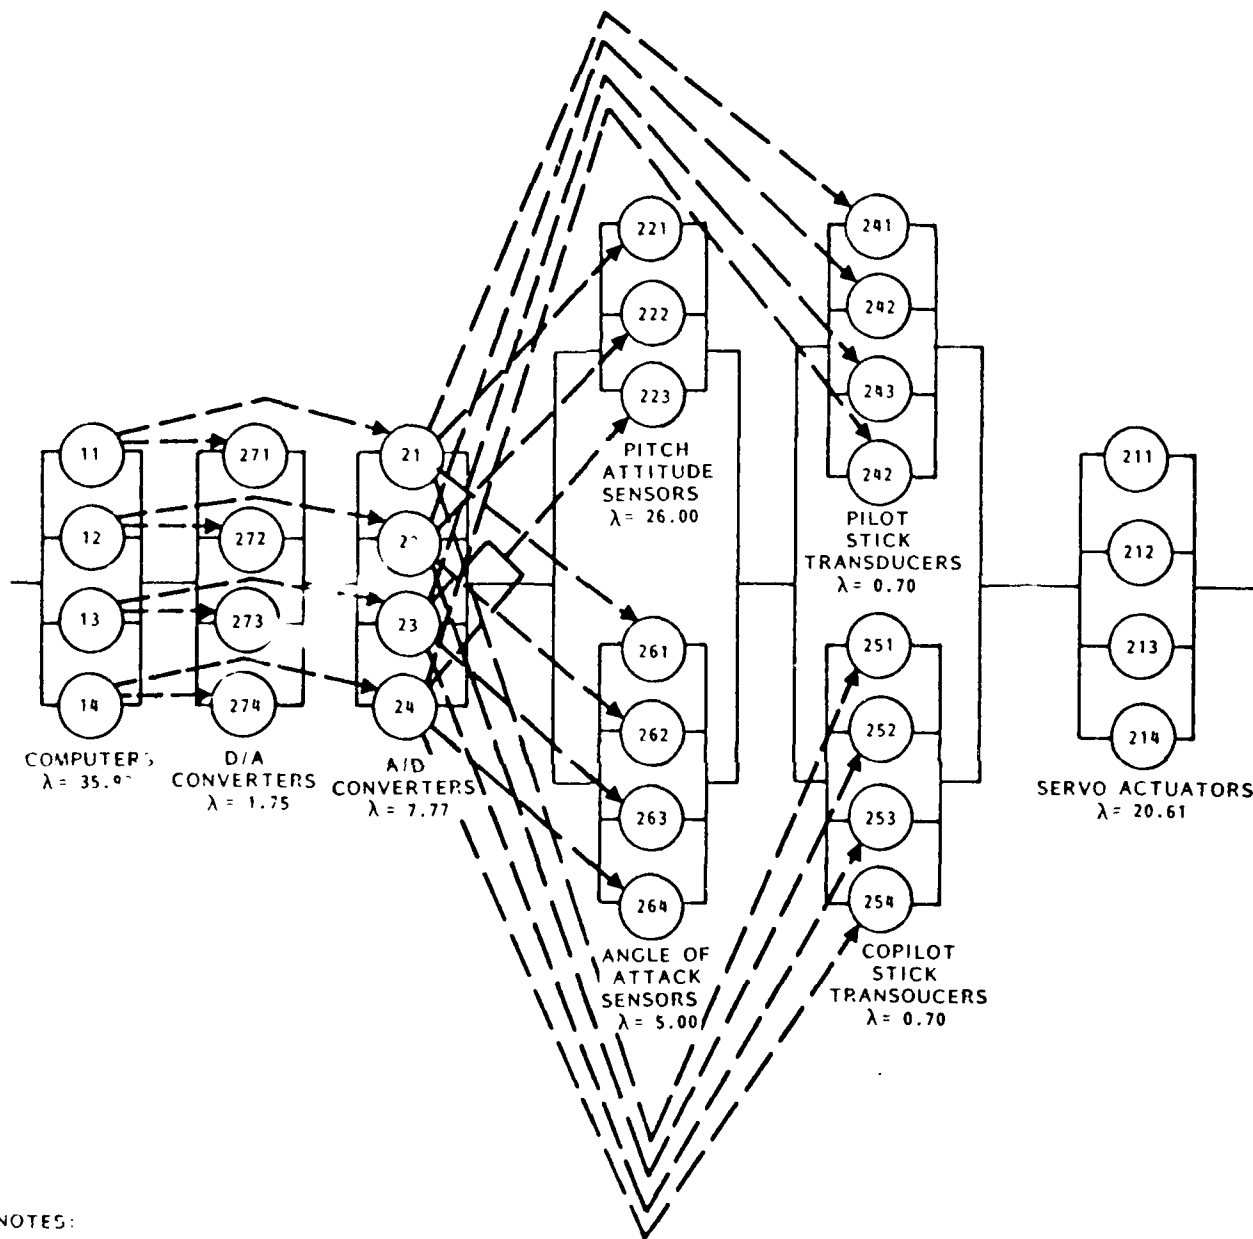 221
222
223
PITCH
ATTITUDE
SENSORS
λ = 26.00
241
242
243
242
PILOT
STICK
TRANSDUCERS
λ = 0.70
11
12
13
14
COMPUTERS
271
272
273
274
D/A
CONVERTERS
λ = 1.75
21
23
24
A/D
CONVERTERS
λ = 7.77
261
262
263
264
ANGLE OF
ATTACK
SENSORS
λ = 5.00
251
252
253
254
COPILOT
STICK
TRANSOUCERS
λ = 0.70
211
212
213
214
SERVO ACTUATORS
λ = 20.61
NOTES: